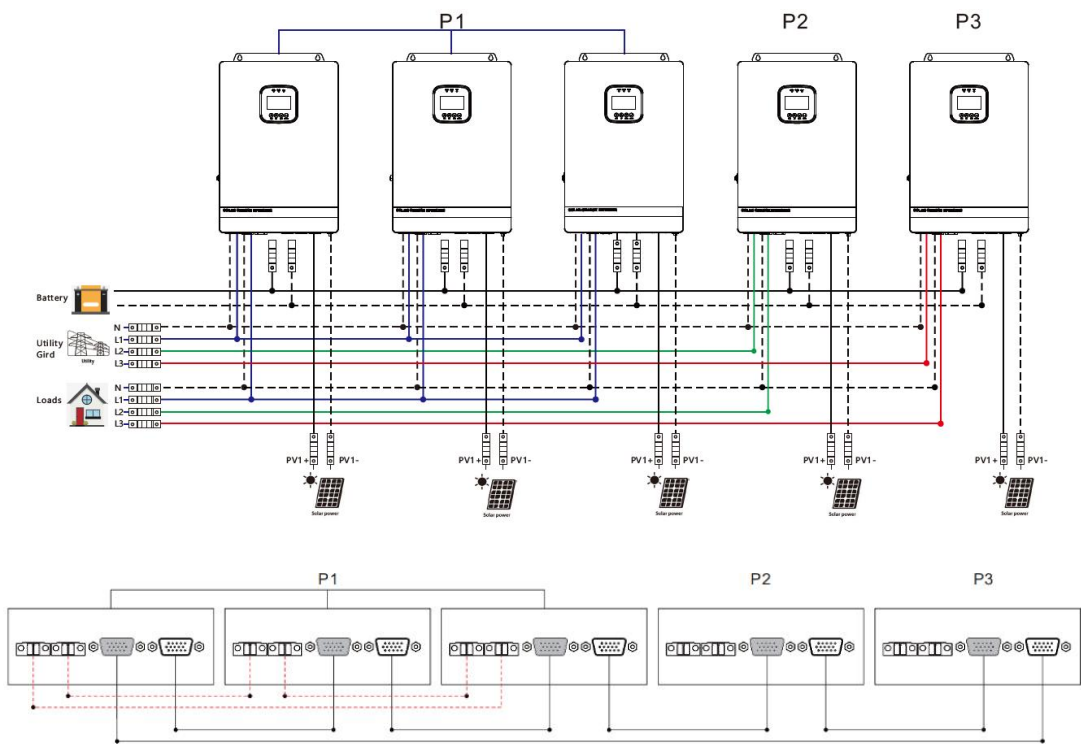 P1 P2 P3
Battery
Utility
Gird
Utility
N
L1
L2
L3
Loads
N
L1
L2
L3
PV1+ PV1- PV1+ PV1- PV1+ PV1- PV1+ PV1- PV1+ PV1-
Solar power Solar power Solar power Solar power Solar power
P1 P2 P3